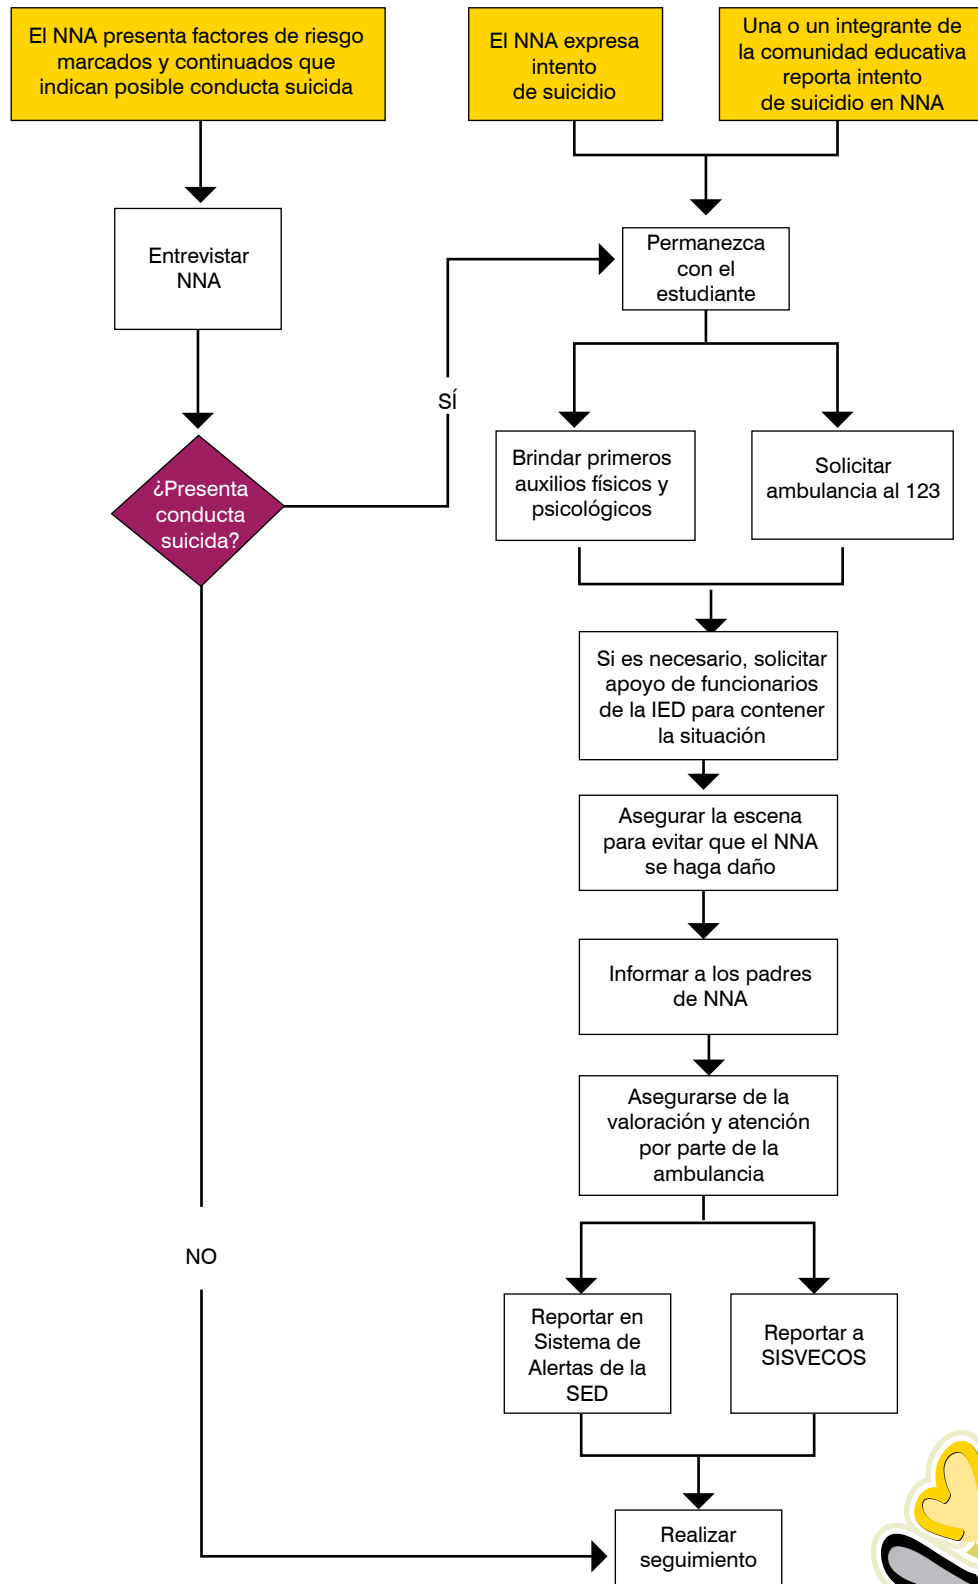 El NNA presenta factores de riesgo
marcados y continuados que
indican posible conducta suicida
El NNA expresa
intento
de suicidio
Una o un integrante de
la comunidad educativa
reporta intento
de suicidio en NNA
Entrevistar
NNA
Permanezca
con el
estudiante
SÍ
¿Presenta
conducta
suicida?
Brindar primeros
auxilios físicos y
psicológicos
Solicitar
ambulancia al 123
Si es necesario, solicitar
apoyo de funcionarios
de la IED para contener
la situación
Asegurar la escena
para evitar que el NNA
se haga daño
Informar a los padres
de NNA
Asegurarse de la
valoración y atención
por parte de la
ambulancia
NO
Reportar en
Sistema de
Alertas de la
SED
Reportar a
SISVECOS
Realizar
seguimiento